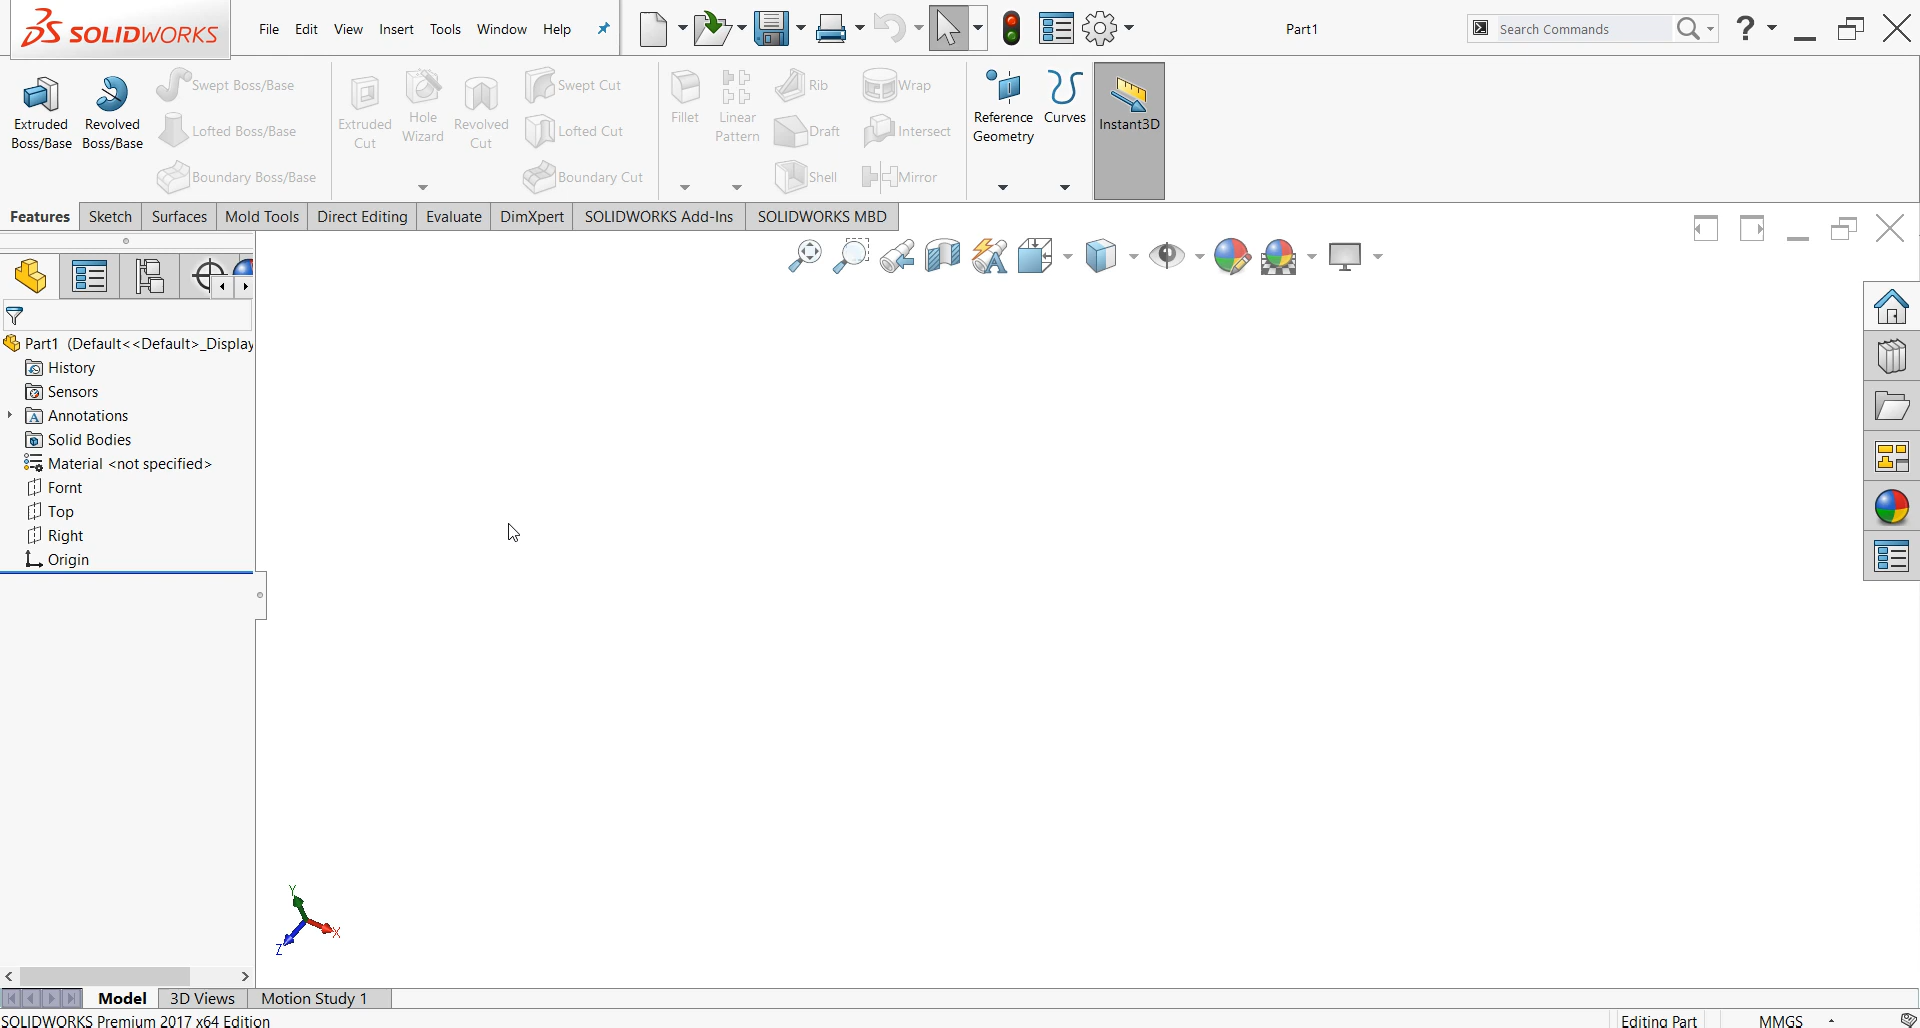 SOLIDWORKS File Edit View Insert Tools Window Help Part1 Search Commands ?
Extruded Boss/Base
Revolved Boss/Base
Swept Boss/Base
Lofted Boss/Base
Boundary Boss/Base
Extruded Cut
Hole Wizard
Revolved Cut
Swept Cut
Lofted Cut
Boundary Cut
Fillet
Linear Pattern
Rib
Draft
Shell
Wrap
Intersect
Mirror
Reference Geometry
Curves
Instant3D
Features Sketch Surfaces Mold Tools Direct Editing Evaluate DimXpert SOLIDWORKS Add-Ins SOLIDWORKS MBD
Part1 (Default<<Default>_Display
History
Sensors
A Annotations
Solid Bodies
Material <not specified>
Fornt
Top
Right
Origin
Y
X
Z
Model 3D Views Motion Study 1
SOLIDWORKS Premium 2017 x64 Edition Editing Part MMGS